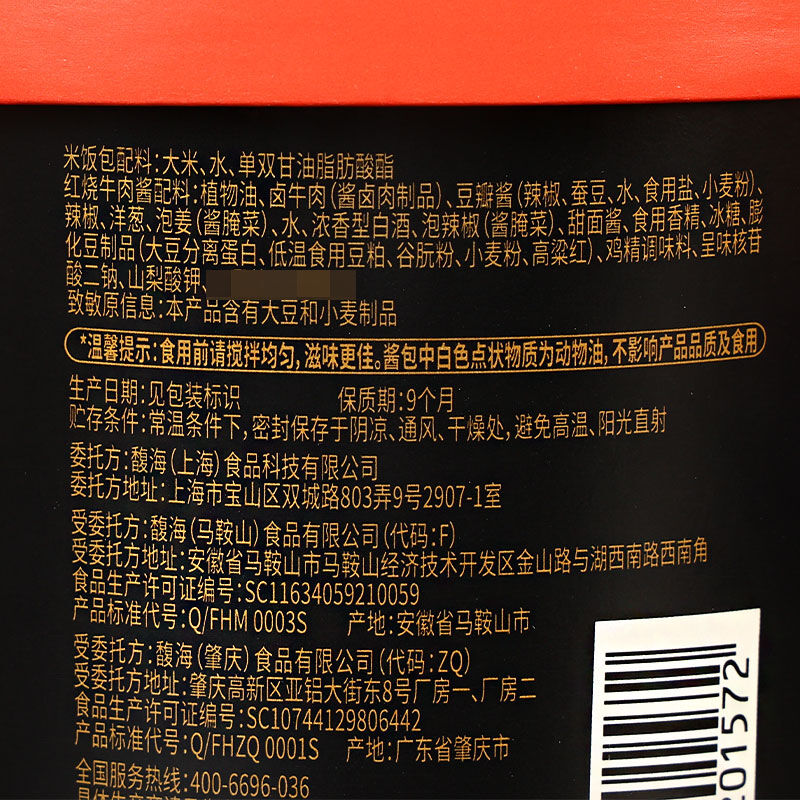 米饭包配料:大米、水、单双甘油脂肪酸酯
红烧牛肉酱配料:植物油、卤牛肉(酱卤肉制品)、豆瓣酱(辣椒、蚕豆、水、食用盐、小麦粉)、
辣椒、洋葱、泡姜(酱腌菜)、水、浓香型白酒、泡辣椒(酱腌菜)、甜面酱、食用香精、冰糖、膨
化豆制品(大豆分离蛋白、低温食用豆粕、谷朊粉、小麦粉、高粱红)、鸡精调味料、呈味核苷
酸二钠、山梨酸钾、
致敏原信息:本产品含有大豆和小麦制品
*温馨提示:食用前请搅拌均匀,滋味更佳。酱包中白色点状物质为动物油,不影响产品品质及食用
生产日期:见包装标识 保质期:9个月
贮存条件:常温条件下,密封保存于阴凉、通风、干燥处,避免高温、阳光直射
委托方:馥海(上海)食品科技有限公司
委托方地址:上海市宝山区双城路803弄9号2907-1室
受委托方:馥海(马鞍山)食品有限公司(代码:F)
受委托方地址:安徽省马鞍山市马鞍山经济技术开发区金山路与湖西南路西南角
食品生产许可证编号:SC11634059210059
产品标准代号:Q/FHM 0003S 产地:安徽省马鞍山市
受委托方:馥海(肇庆)食品有限公司(代码:ZQ)
受委托方地址:肇庆高新区亚铝大街东8号厂房一、厂房二
食品生产许可证编号:SC10744129806442
产品标准代号:Q/FHZQ 0001S 产地:广东省肇庆市
全国服务热线:400-6696-036
201572